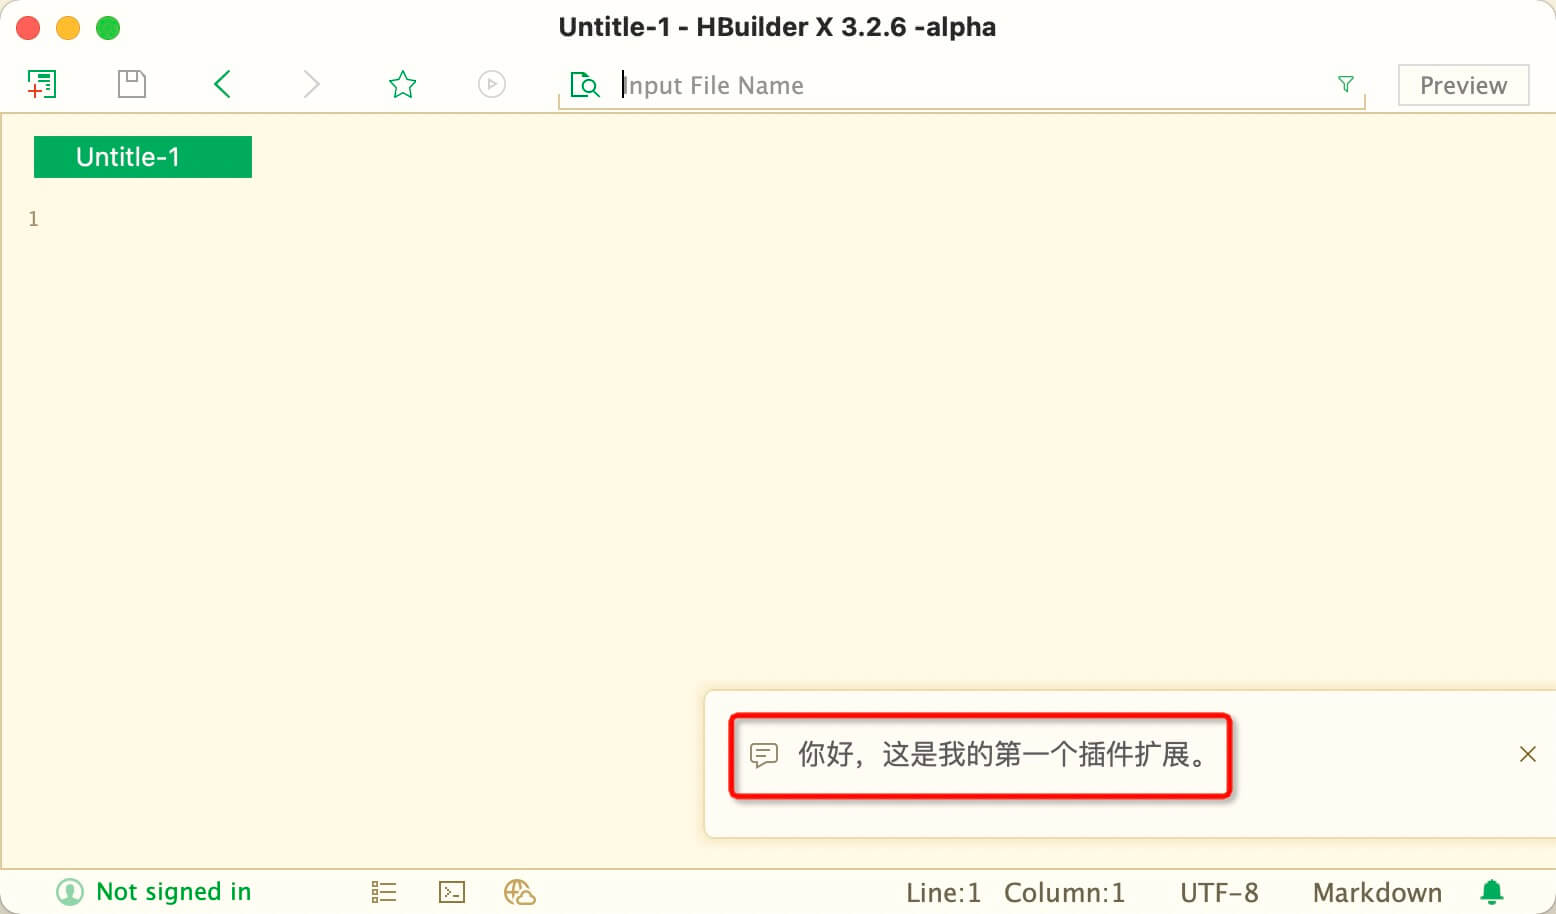 Untitle-1 - HBuilder X 3.2.6 -alpha
Input File Name
Preview
Untitle-1
1
你好，这是我的第一个插件扩展。
Not signed in
Line:1 Column:1 UTF-8 Markdown